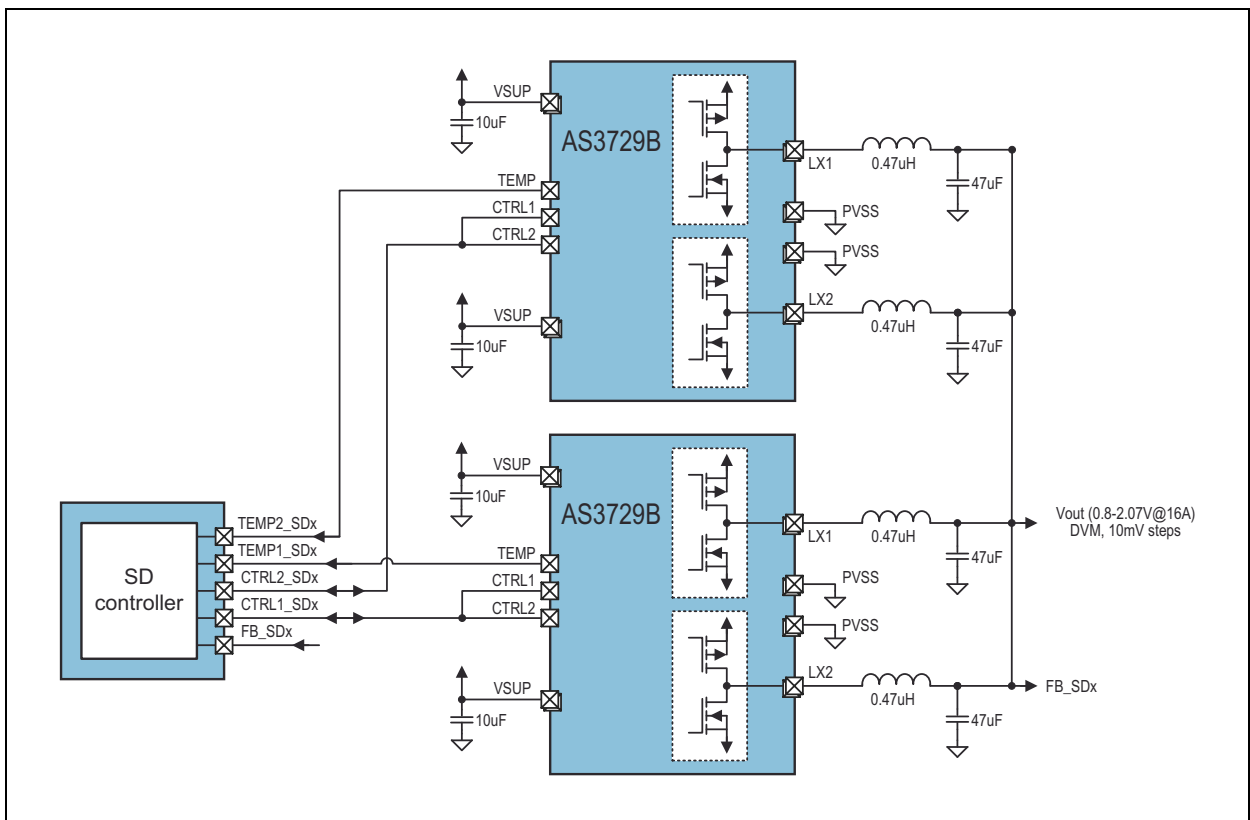 VSUP
10uF
AS3729B
TEMP
CTRL1
CTRL2
VSUP
10uF
LX1
0.47uH
47uF
PVSS
PVSS
LX2
0.47uH
47uF
VSUP
10uF
AS3729B
TEMP
CTRL1
CTRL2
VSUP
10uF
LX1
0.47uH
47uF
PVSS
PVSS
LX2
0.47uH
47uF
Vout (0.8-2.07V@16A)
DVM, 10mV steps
FB_SDx
SD
controller
TEMP2_SDx
TEMP1_SDx
CTRL2_SDx
CTRL1_SDx
FB_SDx